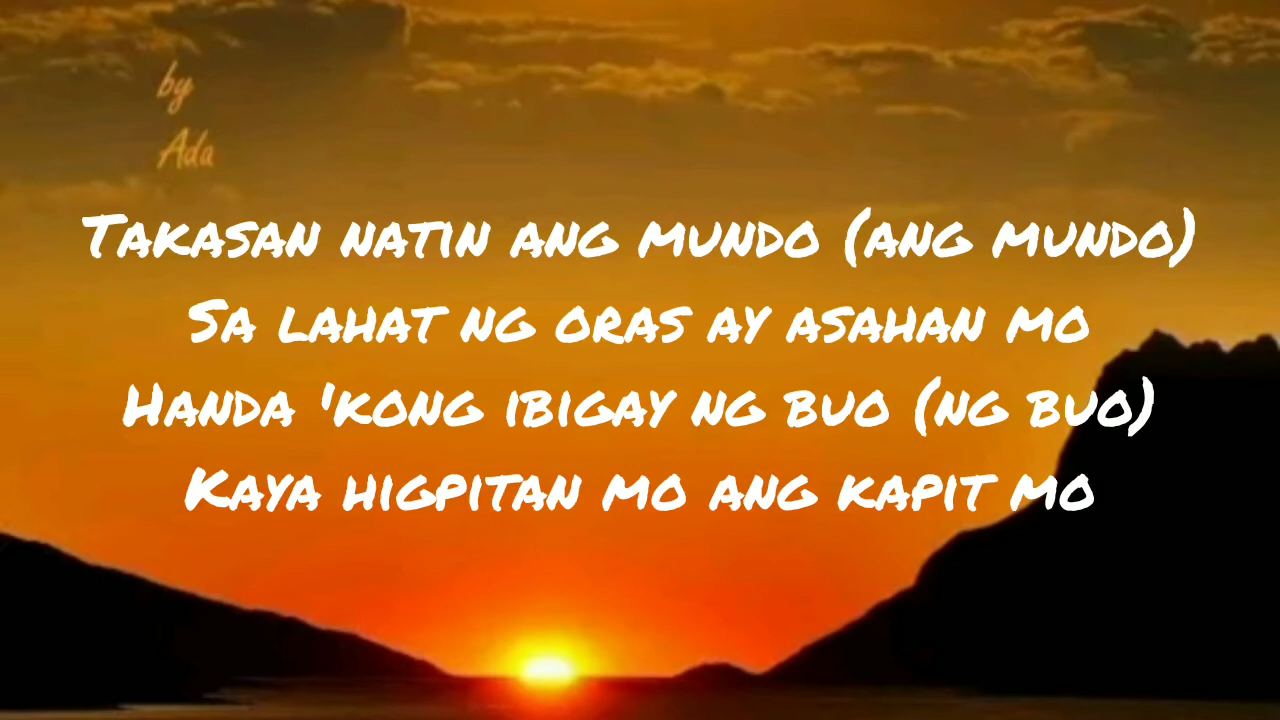 by
Ada
Takasan natin ang mundo (ang mundo)
Sa lahat ng oras ay asahan mo
Handa 'kong ibigay ng buo (ng buo)
Kaya higpitan mo ang kapit mo